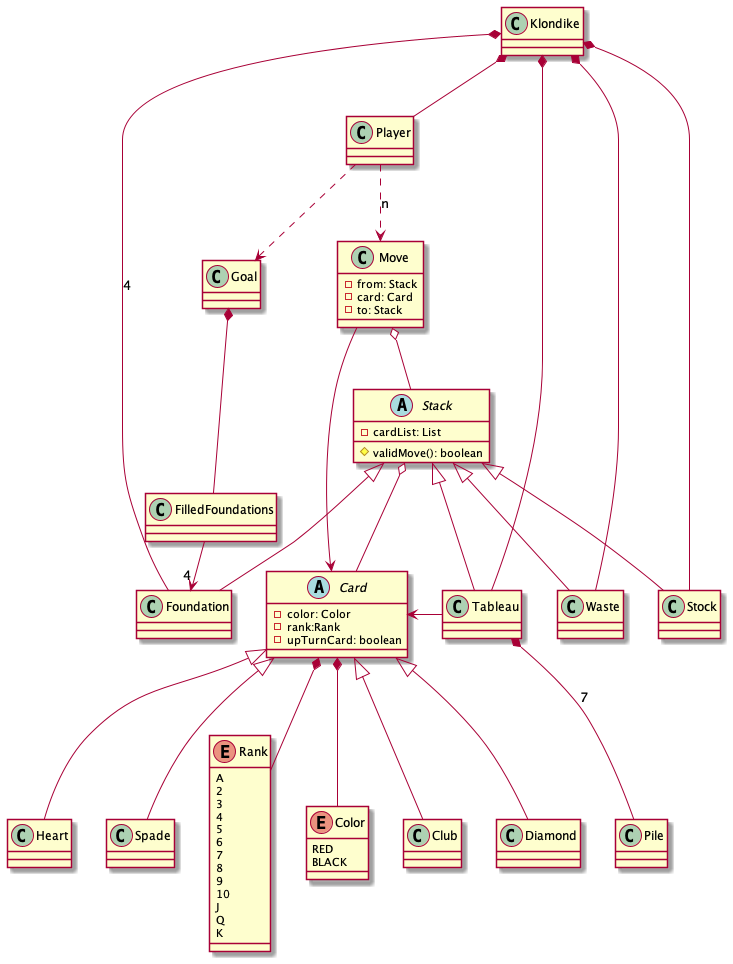 C Klondike
C Player
n
C Move
from: Stack
card: Card
to: Stack
C Goal
4
A Stack
cardList: List
validMove(): boolean
C FilledFoundations
4
A Card
color: Color
rank:Rank
upTurnCard: boolean
C Foundation
C Tableau
C Waste
C Stock
7
E Rank
A
2
3
4
5
6
7
8
9
10
J
Q
K
C Heart
C Spade
E Color
RED
BLACK
C Club
C Diamond
C Pile